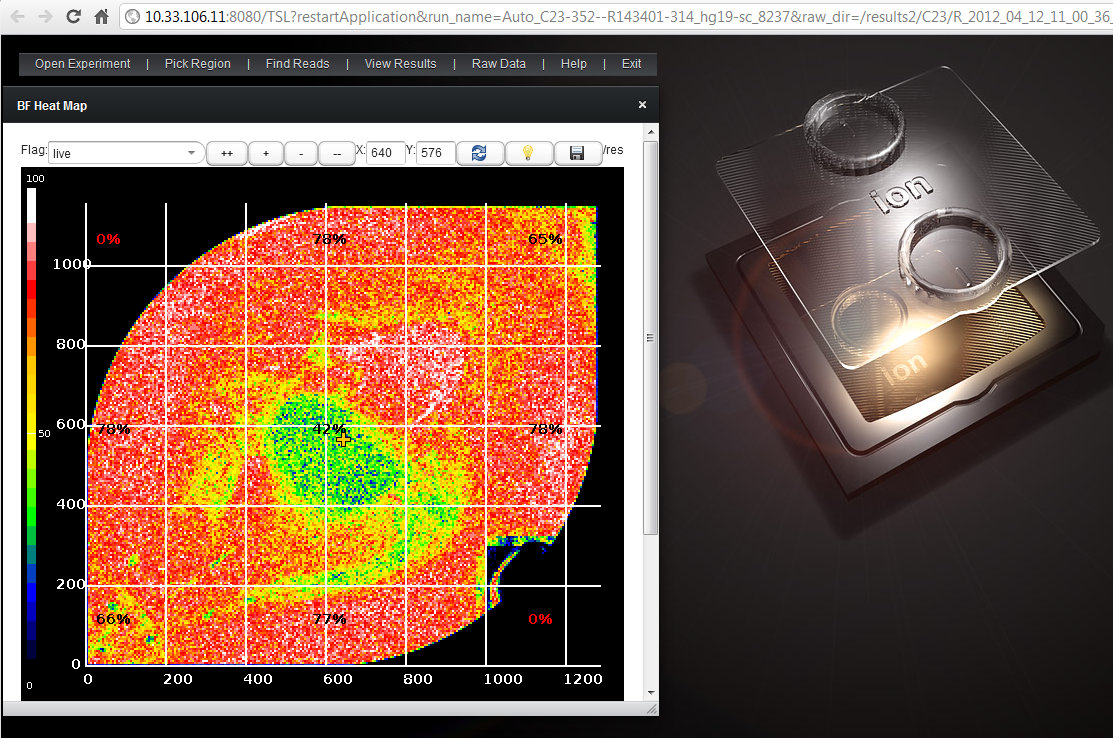 10.33.106.11:8080/TSL?restartApplication&run_name=Auto_C23-352--R143401-314_hg19-sc_8237&raw_dir=/results2/C23/R_2012_04_12_11_00_36_
Open Experiment | Pick Region | Find Reads | View Results | Raw Data | Help | Exit
BF Heat Map ×
Flag: live ++ + - -- X: 640 Y: 576 /res
100
0% 78% 65%
1000
800
600
78% 42% 78%
50
400
200
66% 77% 0%
0
0 200 400 600 800 1000 1200
0
ion
ion